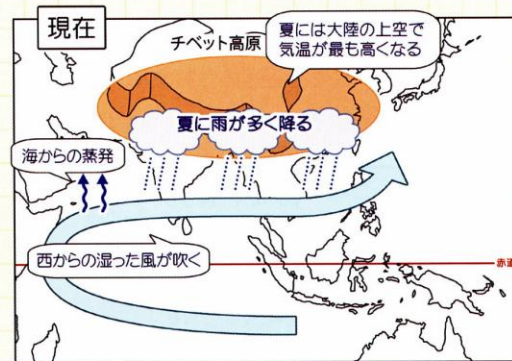 現在
チベット高原
夏には大陸の上空で
気温が最も高くなる
夏に雨が多く降る
海からの蒸発
西からの湿った風が吹く
赤道